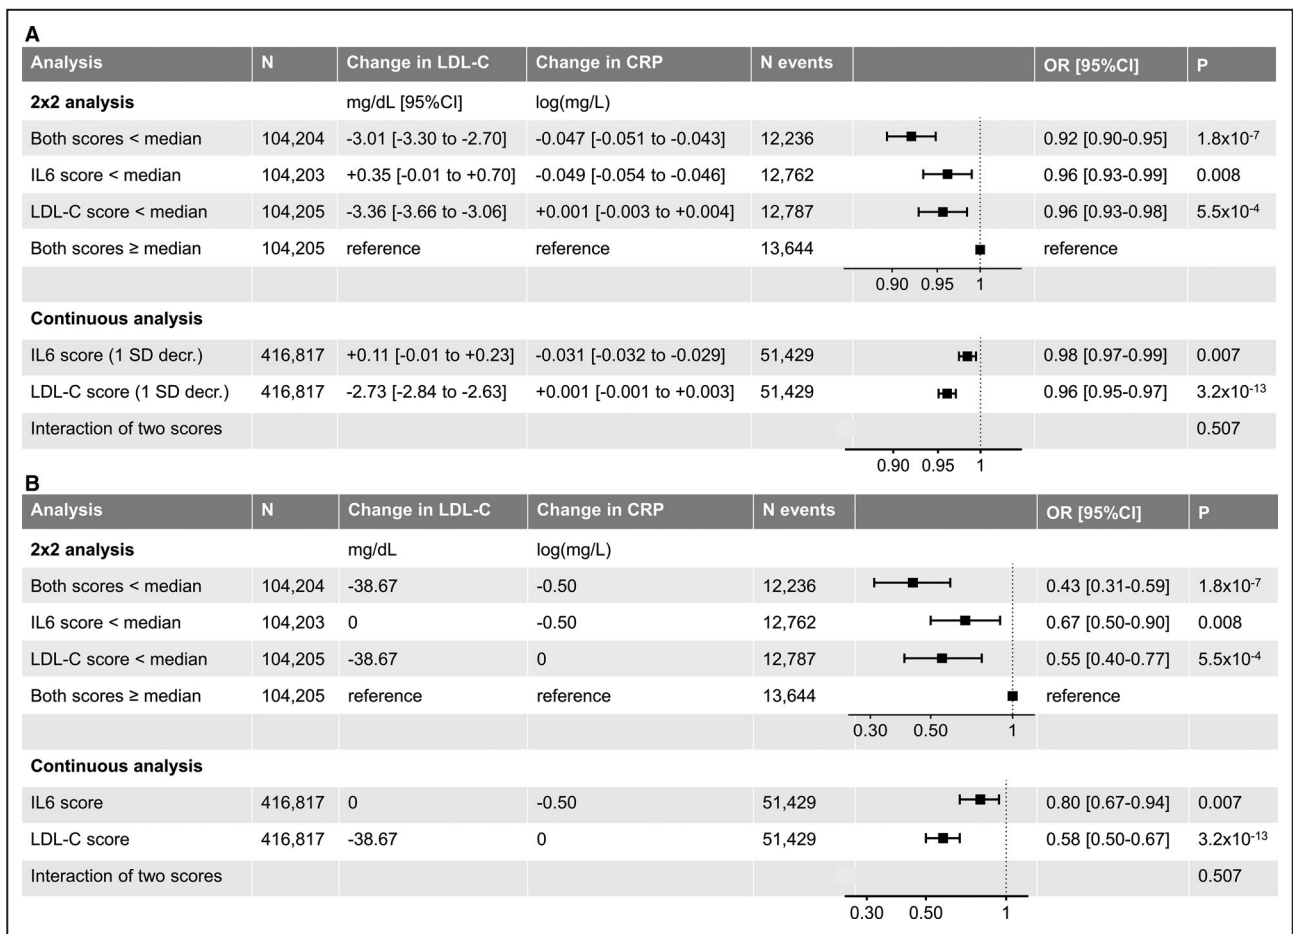 A
Analysis N Change in LDL-C Change in CRP N events OR [95%CI] P
2x2 analysis mg/dL [95%CI] log(mg/L)
Both scores < median 104,204 -3.01 [-3.30 to -2.70] -0.047 [-0.051 to -0.043] 12,236 0.92 [0.90-0.95] 1.8x10⁻⁷
IL6 score < median 104,203 +0.35 [-0.01 to +0.70] -0.049 [-0.054 to -0.046] 12,762 0.96 [0.93-0.99] 0.008
LDL-C score < median 104,205 -3.36 [-3.66 to -3.06] +0.001 [-0.003 to +0.004] 12,787 0.96 [0.93-0.98] 5.5x10⁻⁴
Both scores ≥ median 104,205 reference reference 13,644 reference
0.90 0.95 1
Continuous analysis
IL6 score (1 SD decr.) 416,817 +0.11 [-0.01 to +0.23] -0.031 [-0.032 to -0.029] 51,429 0.98 [0.97-0.99] 0.007
LDL-C score (1 SD decr.) 416,817 -2.73 [-2.84 to -2.63] +0.001 [-0.001 to +0.003] 51,429 0.96 [0.95-0.97] 3.2x10⁻¹³
Interaction of two scores 0.507
0.90 0.95 1
B
Analysis N Change in LDL-C Change in CRP N events OR [95%CI] P
2x2 analysis mg/dL log(mg/L)
Both scores < median 104,204 -38.67 -0.50 12,236 0.43 [0.31-0.59] 1.8x10⁻⁷
IL6 score < median 104,203 0 -0.50 12,762 0.67 [0.50-0.90] 0.008
LDL-C score < median 104,205 -38.67 0 12,787 0.55 [0.40-0.77] 5.5x10⁻⁴
Both scores ≥ median 104,205 reference reference 13,644 reference
0.30 0.50 1
Continuous analysis
IL6 score 416,817 0 -0.50 51,429 0.80 [0.67-0.94] 0.007
LDL-C score 416,817 -38.67 0 51,429 0.58 [0.50-0.67] 3.2x10⁻¹³
Interaction of two scores 0.507
0.30 0.50 1